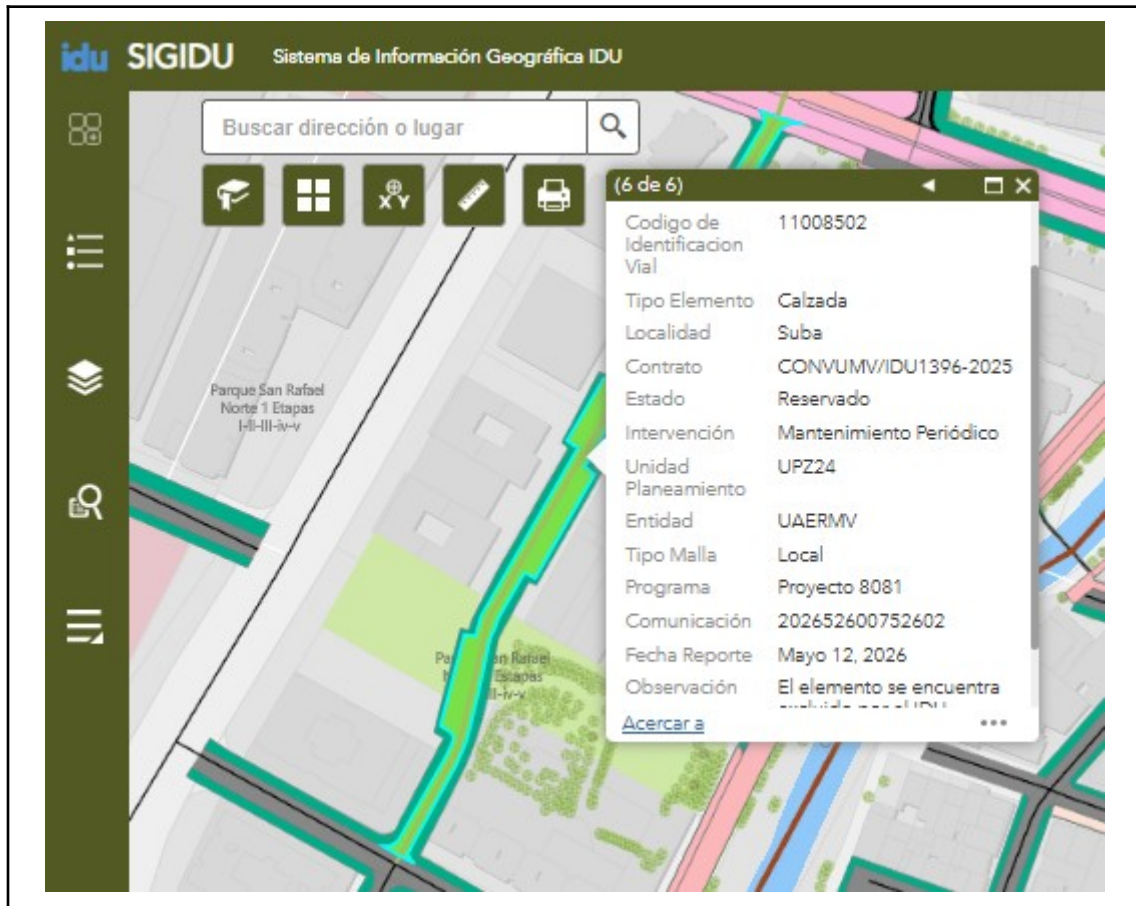 idu SIGIDU Sistema de Información Geográfica IDU
Buscar dirección o lugar
X Y
(6 de 6)
Codigo de Identificacion Vial 11008502
Tipo Elemento Calzada
Localidad Suba
Contrato CONVUMV/IDU1396-2025
Estado Reservado
Intervención Mantenimiento Periódico
Unidad Planeamiento UPZ24
Entidad UAERMV
Tipo Malla Local
Programa Proyecto 8081
Comunicación 202652600752602
Fecha Reporte Mayo 12, 2026
Observación El elemento se encuentra
Acercar a
Parque San Rafael
Norte 1 Etapas
I-II-III-iv-v